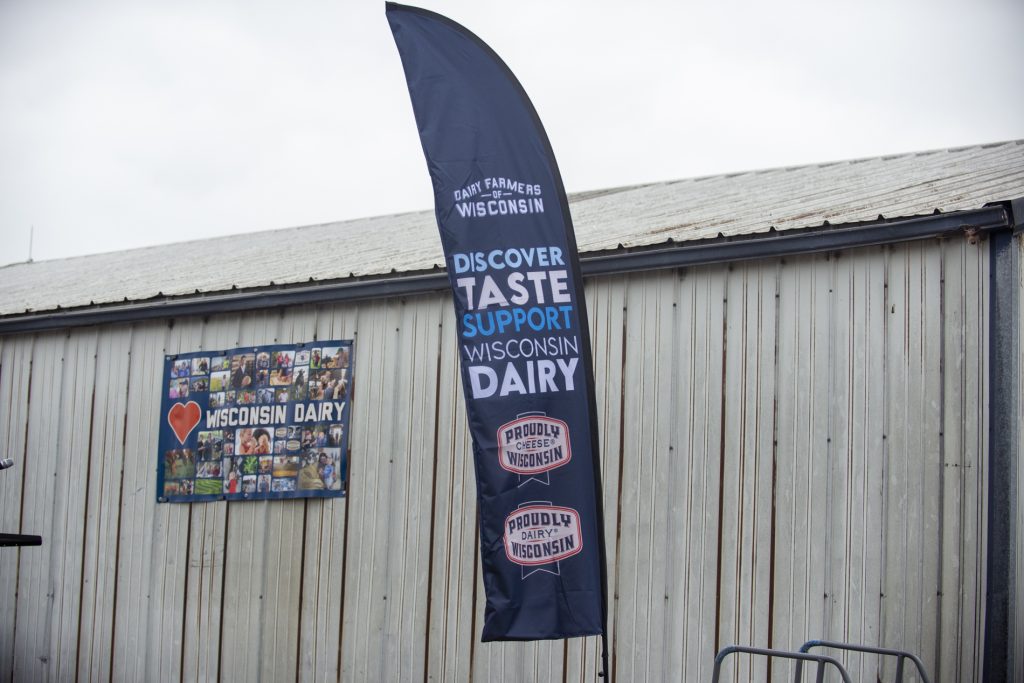 DAIRY FARMERS
OF
WISCONSIN
DISCOVER
TASTE
SUPPORT
WISCONSIN
DAIRY
PROUDLY
CHEESE®
WISCONSIN
PROUDLY
DAIRY®
WISCONSIN
WISCONSIN DAIRY